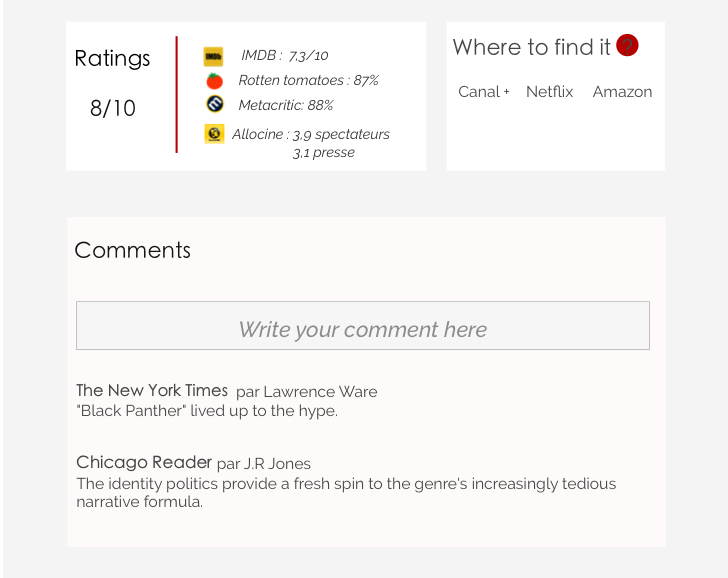 Ratings
8/10
IMDB : 7,3/10
Rotten tomatoes : 87%
Metacritic: 88%
Allocine : 3,9 spectateurs
3,1 presse
Where to find it ?
Canal + Netflix Amazon
Comments
Write your comment here
The New York Times par Lawrence Ware
"Black Panther" lived up to the hype.
Chicago Reader par J.R Jones
The identity politics provide a fresh spin to the genre's increasingly tedious
narrative formula.